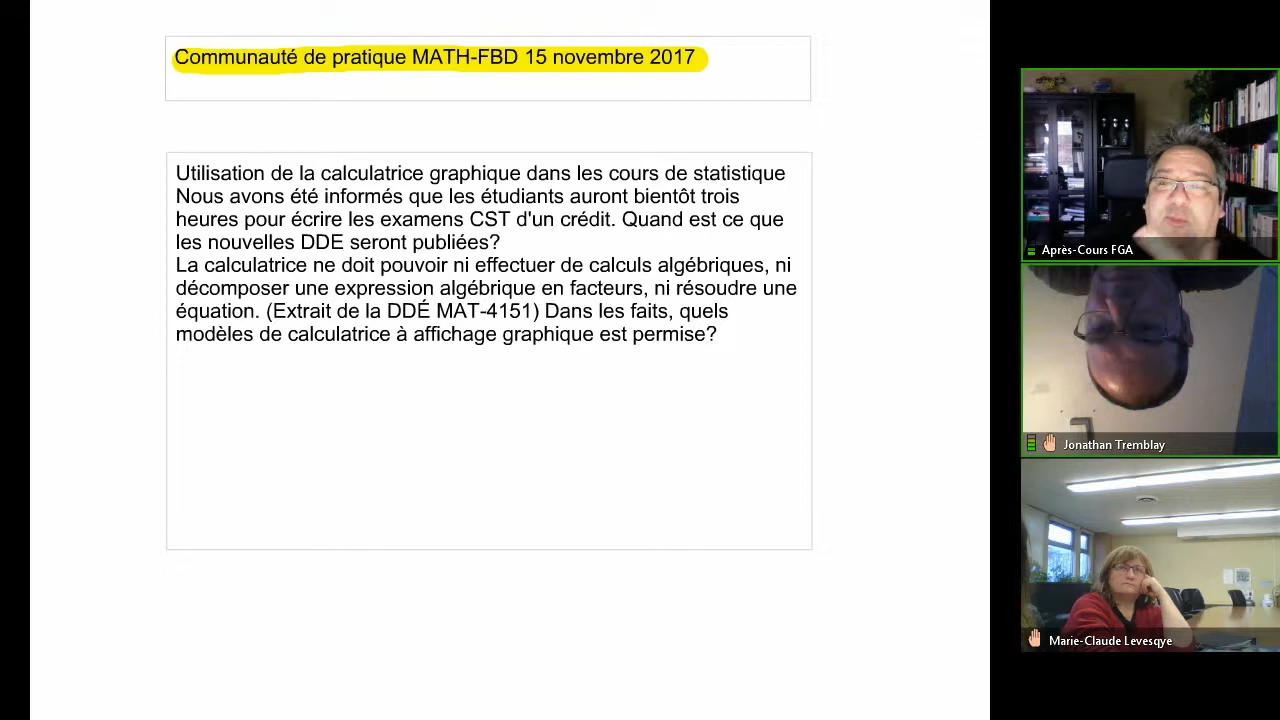 Communauté de pratique MATH-FBD 15 novembre 2017
Utilisation de la calculatrice graphique dans les cours de statistique
Nous avons été informés que les étudiants auront bientôt trois
heures pour écrire les examens CST d'un crédit. Quand est ce que
les nouvelles DDE seront publiées?
La calculatrice ne doit pouvoir ni effectuer de calculs algébriques, ni
décomposer une expression algébrique en facteurs, ni résoudre une
équation. (Extrait de la DDÉ MAT-4151) Dans les faits, quels
modèles de calculatrice à affichage graphique est permise?
Après-Cours FGA
Jonathan Tremblay
Marie-Claude Levesqye